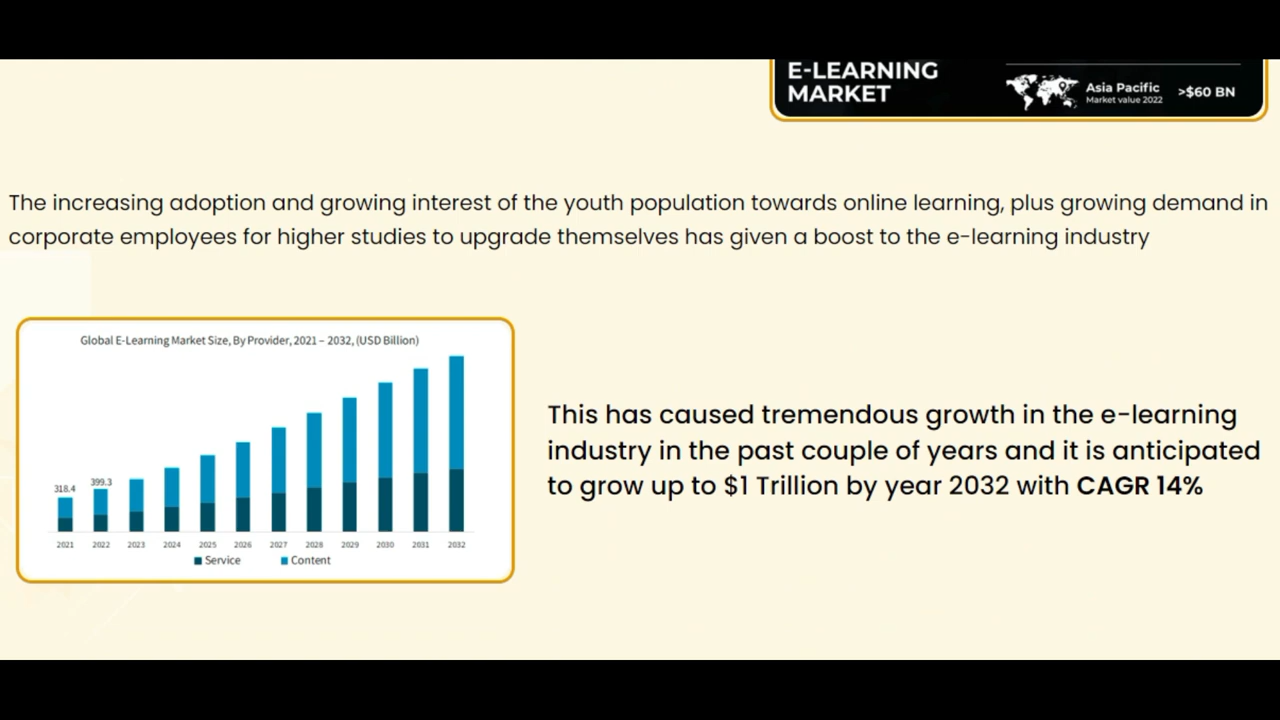 E-LEARNING
MARKET
Asia Pacific
Market value 2022
>$60 BN
The increasing adoption and growing interest of the youth population towards online learning, plus growing demand in
corporate employees for higher studies to upgrade themselves has given a boost to the e-learning industry
Global E-Learning Market Size, By Provider, 2021 – 2032, (USD Billion)
318.4
399.3
2021 2022 2023 2024 2025 2026 2027 2028 2029 2030 2031 2032
Service Content
This has caused tremendous growth in the e-learning
industry in the past couple of years and it is anticipated
to grow up to $1 Trillion by year 2032 with CAGR 14%